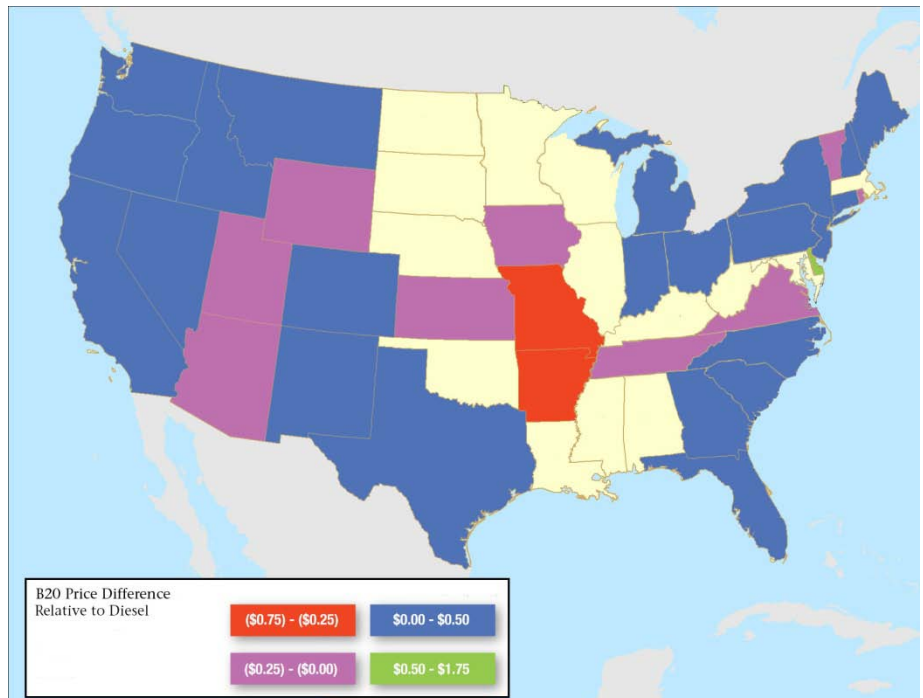 B20 Price Difference
Relative to Diesel
($0.75) - ($0.25)
$0.00 - $0.50
($0.25) - ($0.00)
$0.50 - $1.75